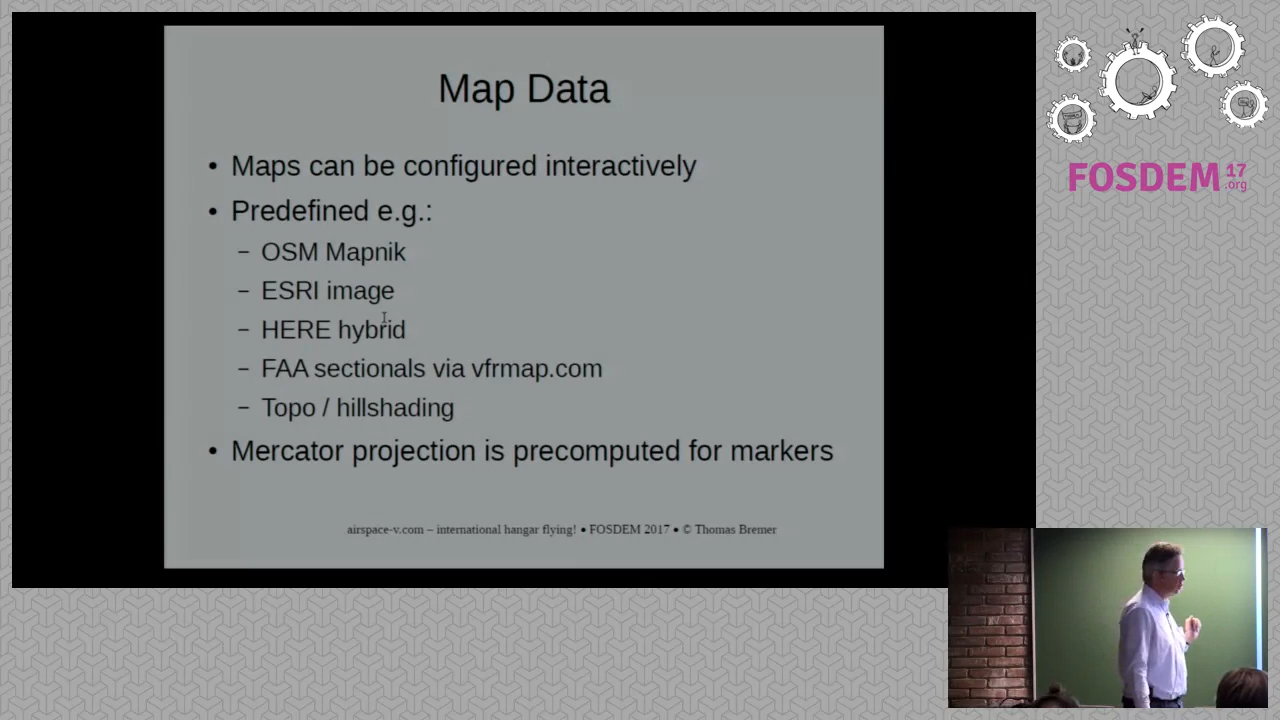 Map Data
• Maps can be configured interactively
• Predefined e.g.:
– OSM Mapnik
– ESRI image
– HERE hybrid
– FAA sectionals via vfrmap.com
– Topo / hillshading
• Mercator projection is precomputed for markers
airspace-v.com – international hangar flying! • FOSDEM 2017 • © Thomas Bremer
FOSDEM 17
.org